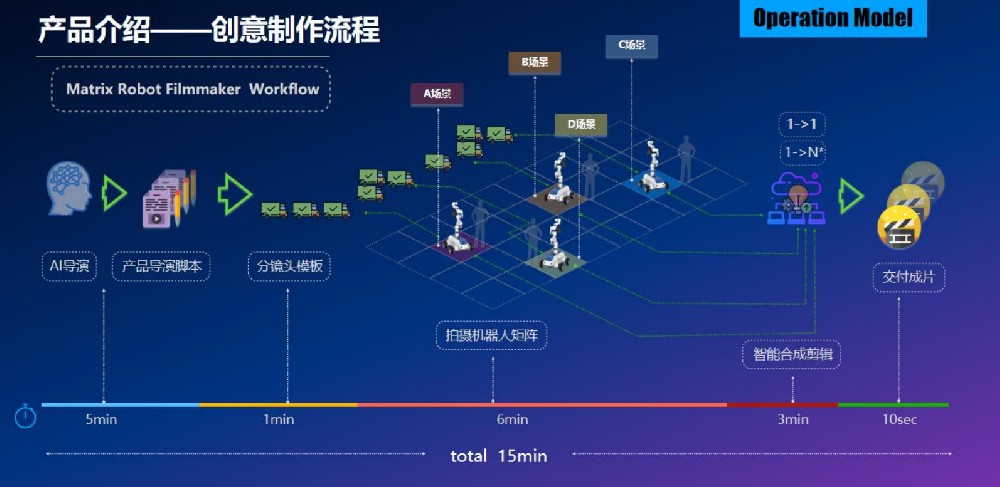 产品介绍——创意制作流程
Operation Model
Matrix Robot Filmmaker Workflow
C场景
B场景
A场景
D场景
1->1
1->N*
AI导演
产品导演脚本
分镜头模板
拍摄机器人矩阵
智能合成剪辑
交付成片
5min
1min
6min
3min
10sec
total 15min